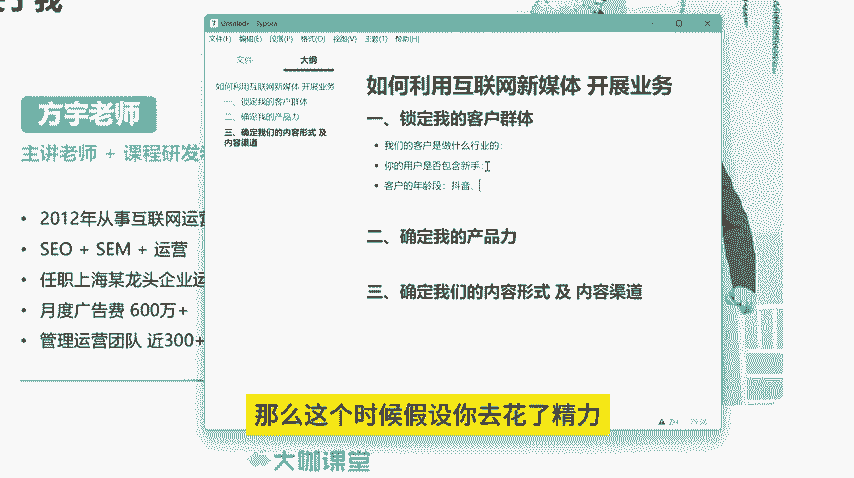 于我
方宇老师
主讲老师 + 课程研发
• 2012年从事互联网运营
• SEO + SEM + 运营
• 任职上海某龙头企业运
• 月度广告费 600万+
• 管理运营团队 近300+
Typora
文件(F) 编辑(E) 段落(P) 格式(O) 视图(V) 主题(T) 帮助(H)
文件 大纲
如何利用互联网新媒体 开展业务
一、锁定我的客户群体
二、确定我的产品力
三、确定我们的内容形式 及
内容渠道
如何利用互联网新媒体 开展业务
一、锁定我的客户群体
• 我们的客户是做什么行业的:
• 你的用户是否包含新手:
• 客户的年龄段：抖音、
二、确定我的产品力
三、确定我们的内容形式 及 内容渠道
那么这个时候假设你去花了精力
大咖课堂